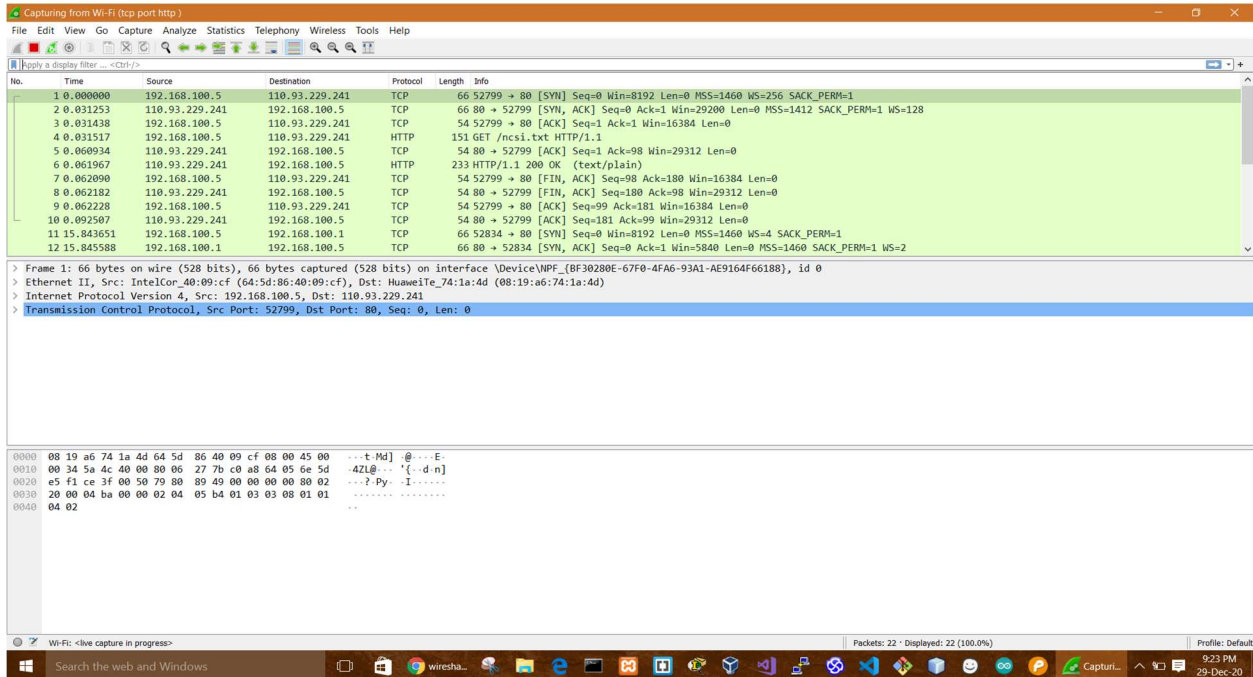 Capturing from Wi-Fi (tcp port http )
File Edit View Go Capture Analyze Statistics Telephony Wireless Tools Help
Apply a display filter ... <Ctrl-/>
No. Time Source Destination Protocol Length Info
1 0.000000 192.168.100.5 110.93.229.241 TCP 66 52799 → 80 [SYN] Seq=0 Win=8192 Len=0 MSS=1460 WS=256 SACK_PERM=1
2 0.031253 110.93.229.241 192.168.100.5 TCP 66 80 → 52799 [SYN, ACK] Seq=0 Ack=1 Win=29200 Len=0 MSS=1412 SACK_PERM=1 WS=128
3 0.031438 192.168.100.5 110.93.229.241 TCP 54 52799 → 80 [ACK] Seq=1 Ack=1 Win=16384 Len=0
4 0.031517 192.168.100.5 110.93.229.241 HTTP 151 GET /ncsi.txt HTTP/1.1
5 0.060934 110.93.229.241 192.168.100.5 TCP 54 80 → 52799 [ACK] Seq=1 Ack=98 Win=29312 Len=0
6 0.061967 110.93.229.241 192.168.100.5 HTTP 233 HTTP/1.1 200 OK (text/plain)
7 0.062090 192.168.100.5 110.93.229.241 TCP 54 52799 → 80 [FIN, ACK] Seq=98 Ack=180 Win=16384 Len=0
8 0.062182 110.93.229.241 192.168.100.5 TCP 54 80 → 52799 [FIN, ACK] Seq=180 Ack=98 Win=29312 Len=0
9 0.062228 192.168.100.5 110.93.229.241 TCP 54 52799 → 80 [ACK] Seq=99 Ack=181 Win=16384 Len=0
10 0.092507 110.93.229.241 192.168.100.5 TCP 54 80 → 52799 [ACK] Seq=181 Ack=99 Win=29312 Len=0
11 15.843651 192.168.100.5 192.168.100.1 TCP 66 52834 → 80 [SYN] Seq=0 Win=8192 Len=0 MSS=1460 WS=4 SACK_PERM=1
12 15.845588 192.168.100.1 192.168.100.5 TCP 66 80 → 52834 [SYN, ACK] Seq=0 Ack=1 Win=5840 Len=0 MSS=1460 SACK_PERM=1 WS=2
> Frame 1: 66 bytes on wire (528 bits), 66 bytes captured (528 bits) on interface \Device\NPF_{BF30280E-67F0-4FA6-93A1-AE9164F66188}, id 0
> Ethernet II, Src: IntelCor_40:09:cf (64:5d:86:40:09:cf), Dst: HuaweiTe_74:1a:4d (08:19:a6:74:1a:4d)
> Internet Protocol Version 4, Src: 192.168.100.5, Dst: 110.93.229.241
> Transmission Control Protocol, Src Port: 52799, Dst Port: 80, Seq: 0, Len: 0
0000 08 19 a6 74 1a 4d 64 5d 86 40 09 cf 08 00 45 00 ···t·Md] ·@····E·
0010 00 34 5a 4c 40 00 80 06 27 7b c0 a8 64 05 6e 5d ·4ZL@··· '{··d·n]
0020 e5 f1 ce 3f 00 50 79 80 89 49 00 00 00 00 80 02 ···?·Py· ·I······
0030 20 00 04 ba 00 00 02 04 05 b4 01 03 03 08 01 01 ······· ········
0040 04 02 ··
Wi-Fi: <live capture in progress>
Packets: 22 · Displayed: 22 (100.0%)
Profile: Default
Search the web and Windows
wiresha...
Capturi...
9:23 PM
29-Dec-20